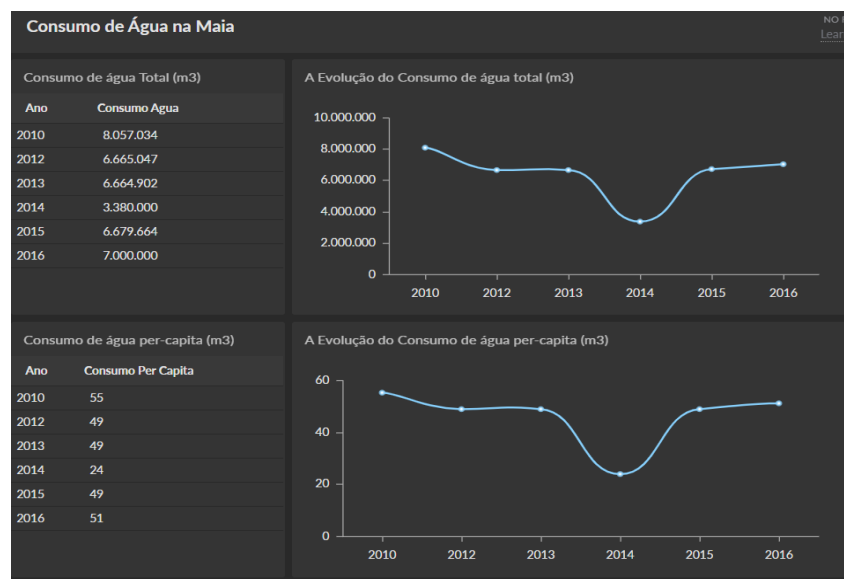 Consumo de Água na Maia
NO
Lear
Consumo de água Total (m3)
Ano Consumo Agua
2010 8.057.034
2012 6.665.047
2013 6.664.902
2014 3.380.000
2015 6.679.664
2016 7.000.000
A Evolução do Consumo de água total (m3)
10.000.000
8.000.000
6.000.000
4.000.000
2.000.000
0
2010 2012 2013 2014 2015 2016
Consumo de água per-capita (m3)
Ano Consumo Per Capita
2010 55
2012 49
2013 49
2014 24
2015 49
2016 51
A Evolução do Consumo de água per-capita (m3)
60
40
20
0
2010 2012 2013 2014 2015 2016